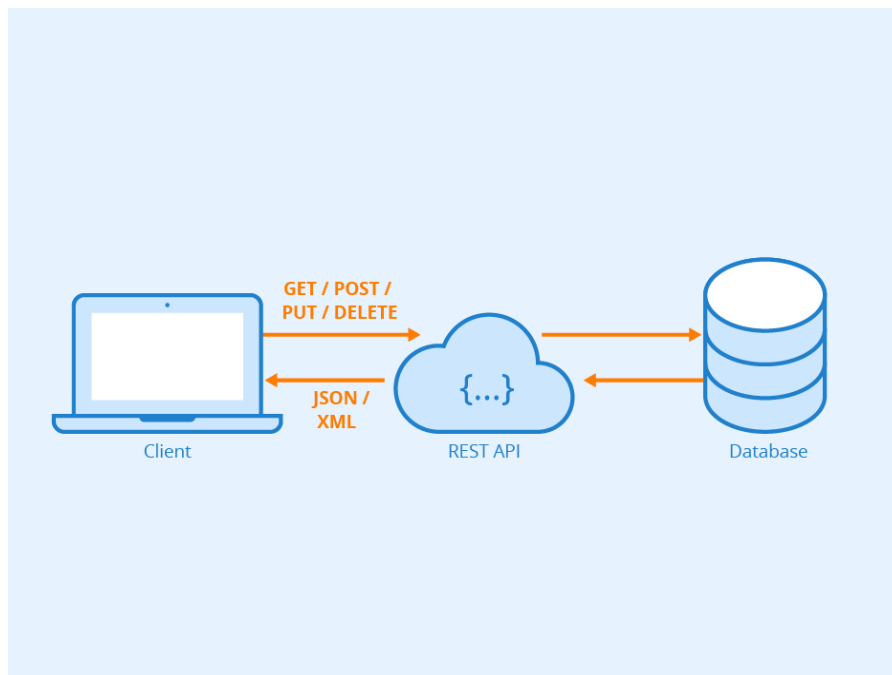 GET / POST /
PUT / DELETE
{...}
JSON /
XML
Client
REST API
Database